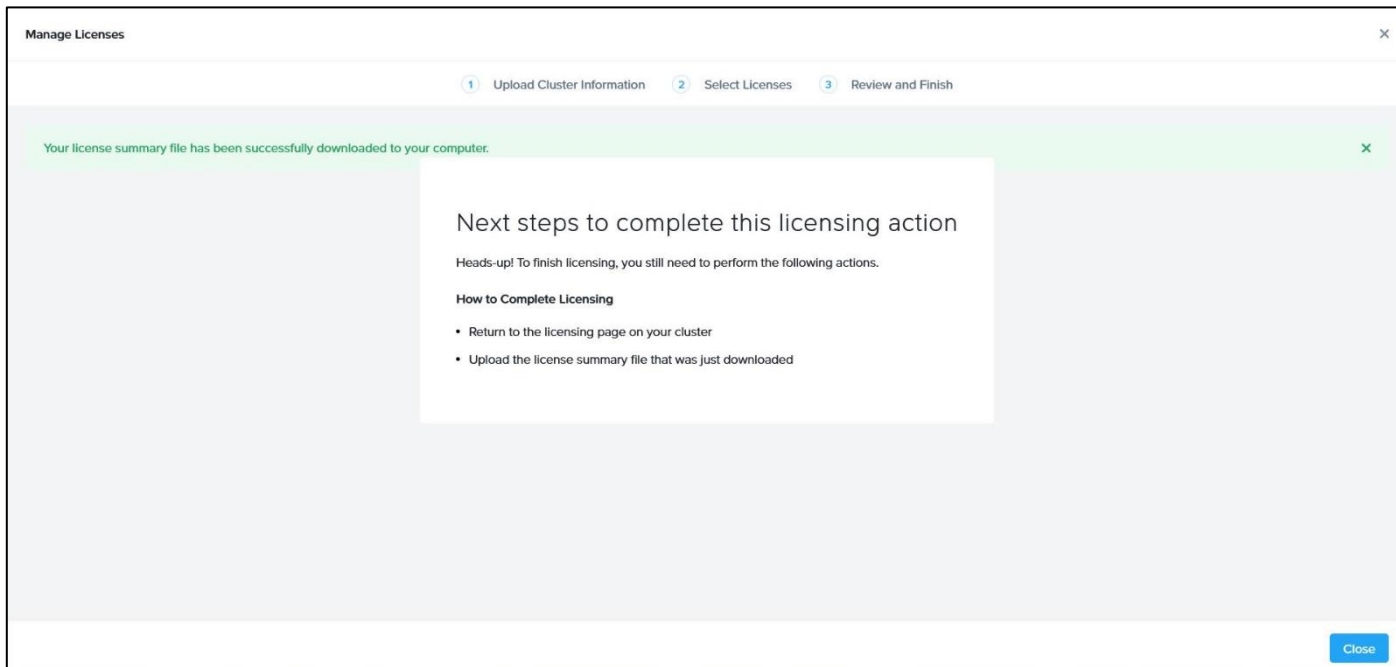 Manage Licenses
1 Upload Cluster Information 2 Select Licenses 3 Review and Finish
Your license summary file has been successfully downloaded to your computer.
Next steps to complete this licensing action
Heads-up! To finish licensing, you still need to perform the following actions.
How to Complete Licensing
• Return to the licensing page on your cluster
• Upload the license summary file that was just downloaded
Close